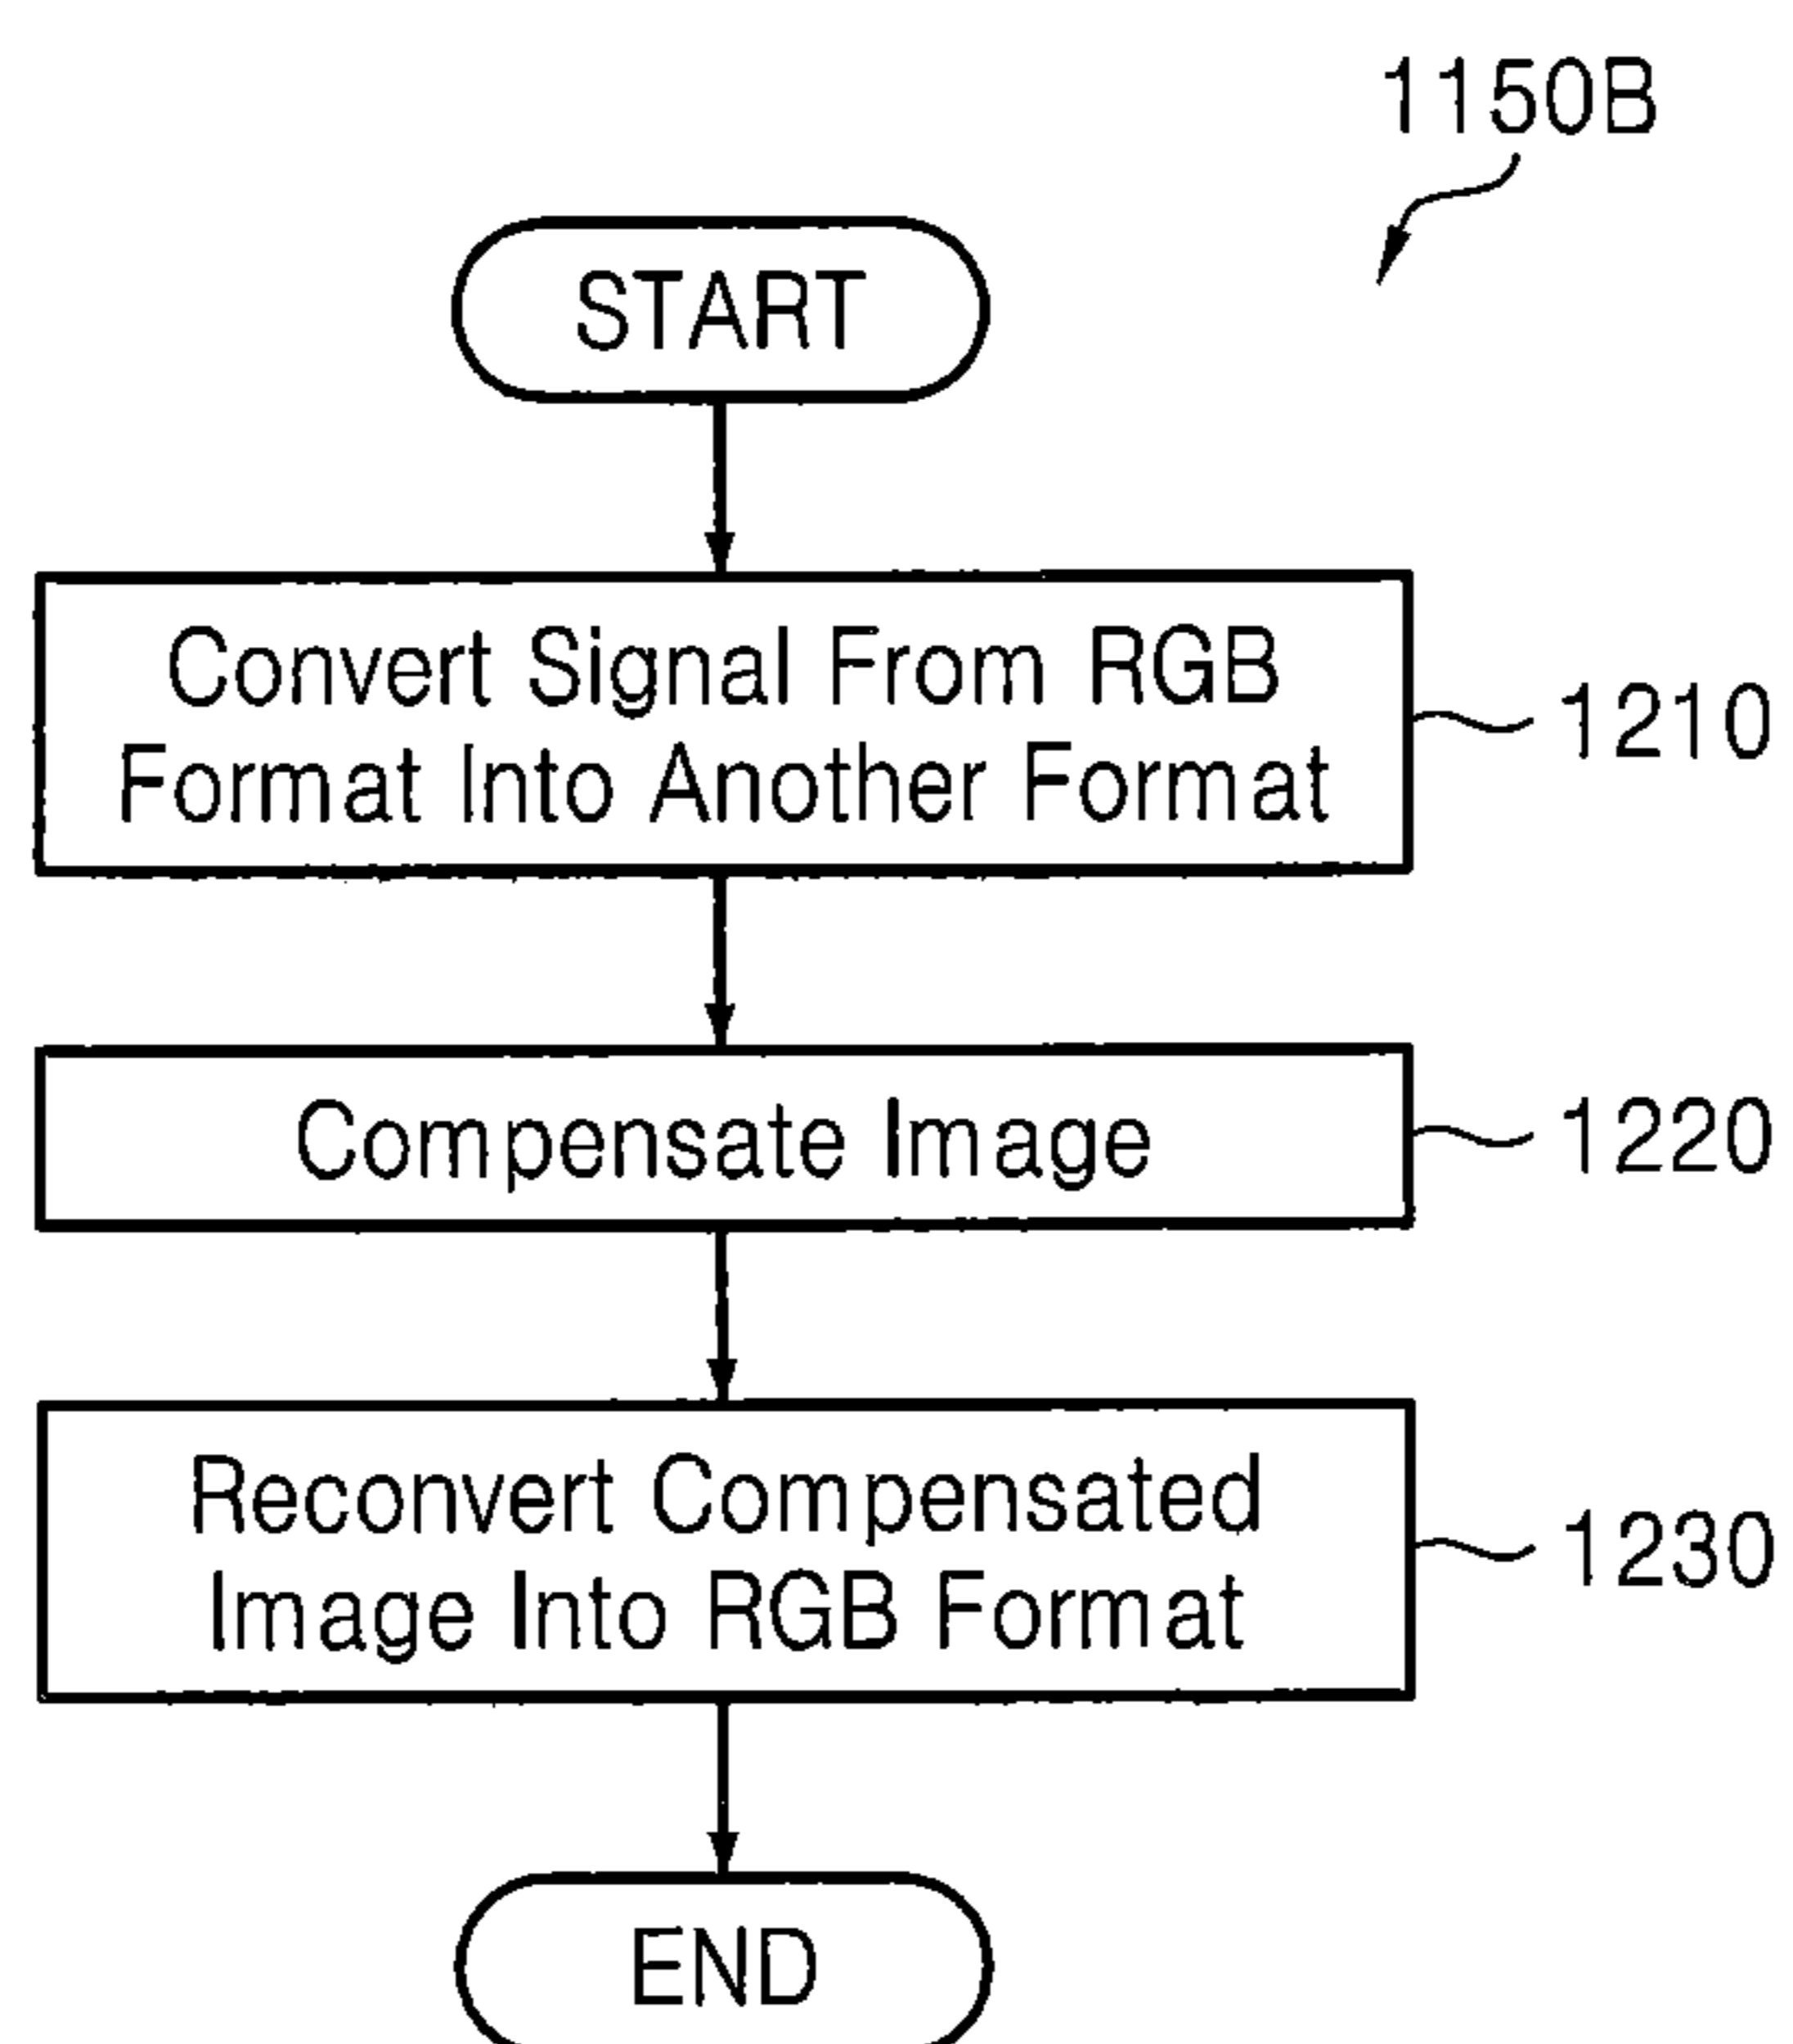 1150B
START
Convert Signal From RGB
Format Into Another Format
1210
Compensate Image
1220
Reconvert Compensated
Image Into RGB Format
1230
END